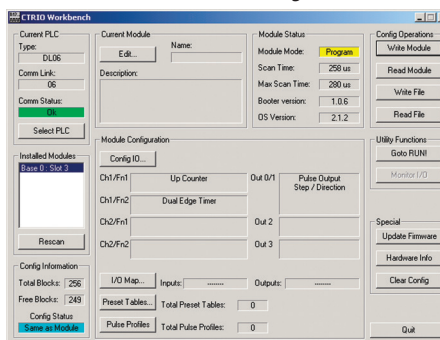 CTRIO Workbench
Current PLC
Type:
DL06
Comm Link:
06
Comm Status:
Ok
Select PLC
Installed Modules
Base 0 : Slot 3
Rescan
Config Information
Total Blocks: 256
Free Blocks: 249
Config Status
Same as Module
Current Module
Edit...
Name:
Description:
Module Status
Module Mode: Program
Scan Time: 258 us
Max Scan Time: 280 us
Booter version: 1.0.6
OS Version: 2.1.2
Module Configuration
Config IO...
Ch1/Fn1 Up Counter
Out 0/1 Pulse Output
Step / Direction
Ch1/Fn2 Dual Edge Timer
Ch2/Fn1
Out 2
Ch2/Fn2
Out 3
I/O Map... Inputs: -------- Outputs: --------
Preset Tables... Total Preset Tables: 0
Pulse Profiles Total Pulse Profiles: 0
Config Operations
Write Module
Read Module
Write File
Read File
Utility Functions
Goto RUN!
Monitor I/O
Special
Update Firmware
Hardware Info
Clear Config
Quit